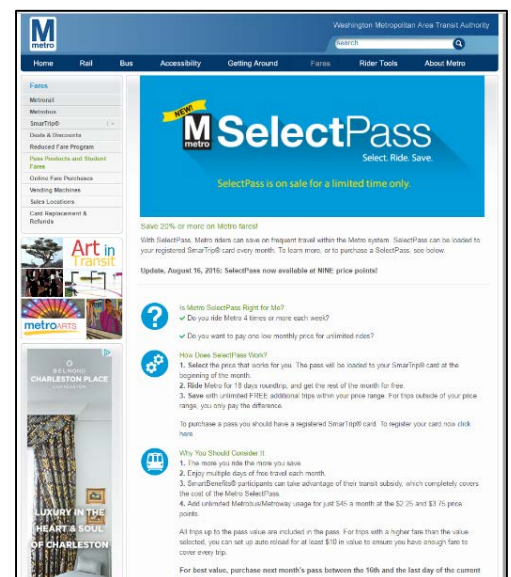 M
metro
Washington Metropolitan Area Transit Authority
Search
Home Rail Bus Accessibility Getting Around Fares Rider Tools About Metro
Fares
Metrorail
Metrobus
SmarTrip®
Deals & Discounts
Reduced Fare Program
Pass Products and Student
Fares
Online Fare Purchases
Vending Machines
Sales Locations
Card Replacement &
Refunds
Art in
Transit
metroARTS
BELMOND
CHARLESTON PLACE
LUXURY IN THE
HEART & SOUL
OF CHARLESTON
NEW!
M
metro
SelectPass
Select. Ride. Save.
SelectPass is on sale for a limited time only.
Save 20% or more on Metro fares!
With SelectPass, Metro riders can save on frequent travel within the Metro system. SelectPass can be loaded to
your registered SmarTrip® card every month. To learn more, or to purchase a SelectPass, see below.
Update, August 16, 2016: SelectPass now available at NINE price points!
?
Is Metro SelectPass Right for Me?
✓ Do you ride Metro 4 times or more each week?
✓ Do you want to pay one low monthly price for unlimited rides?
How Does SelectPass Work?
1. Select the price that works for you. The pass will be loaded to your SmarTrip® card at the
beginning of the month.
2. Ride Metro for 18 days roundtrip, and get the rest of the month for free.
3. Save with unlimited FREE additional trips within your price range. For trips outside of your price
range, you only pay the difference.
To purchase a pass you should have a registered SmarTrip® card. To register your card now click
here.
Why You Should Consider It
1. The more you ride the more you save.
2. Enjoy multiple days of free travel each month.
3. SmartBenefits® participants can take advantage of their transit subsidy, which completely covers
the cost of the Metro SelectPass.
4. Add unlimited Metrobus/Metroway usage for just $45 a month at the $2.25 and $3.75 price
points.
All trips up to the pass value are included in the pass. For trips with a higher fare than the value
selected, you can set up auto reload for at least $10 in value to ensure you have enough fare to
cover every trip.
For best value, purchase next month's pass between the 16th and the last day of the current